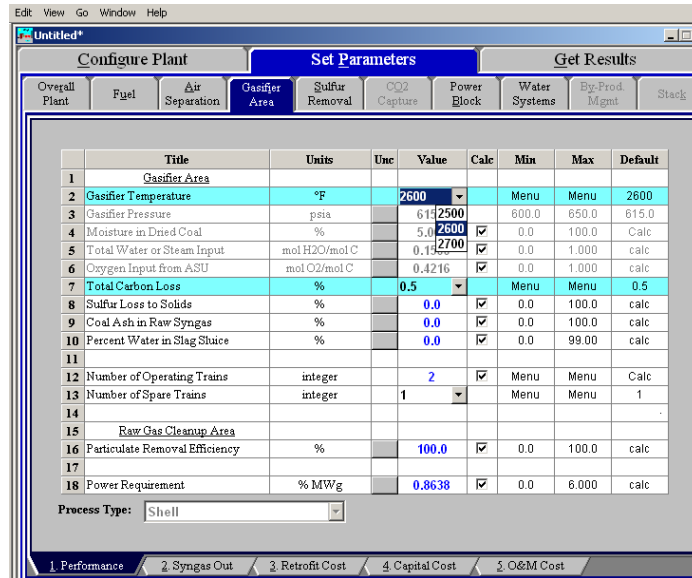 Edit View Go Window Help
Untitled*
Configure Plant Set Parameters Get Results
Overall Plant Fuel Air Separation Gasifier Area Sulfur Removal CO2 Capture Power Block Water Systems By-Prod. Mgmt Stack
Title Units Unc Value Calc Min Max Default
1 Gasifier Area
2 Gasifier Temperature °F 2600 Menu Menu 2600
2500
2600
2700
3 Gasifier Pressure psia 615 600.0 650.0 615.0
4 Moisture in Dried Coal % 5.0 0.0 100.0 Calc
5 Total Water or Steam Input mol H2O/mol C 0.15 0.0 1.000 calc
6 Oxygen Input from ASU mol O2/mol C 0.4216 0.0 1.000 calc
7 Total Carbon Loss % 0.5 Menu Menu 0.5
8 Sulfur Loss to Solids % 0.0 0.0 100.0 calc
9 Coal Ash in Raw Syngas % 0.0 0.0 100.0 calc
10 Percent Water in Slag Sluice % 0.0 0.0 99.00 calc
11
12 Number of Operating Trains integer 2 Menu Menu Calc
13 Number of Spare Trains integer 1 Menu Menu 1
14
15 Raw Gas Cleanup Area
16 Particulate Removal Efficiency % 100.0 0.0 100.0 calc
17
18 Power Requirement % MWg 0.8638 0.0 6.000 calc
Process Type: Shell
1. Performance 2. Syngas Out 3. Retrofit Cost 4. Capital Cost 5. O&M Cost